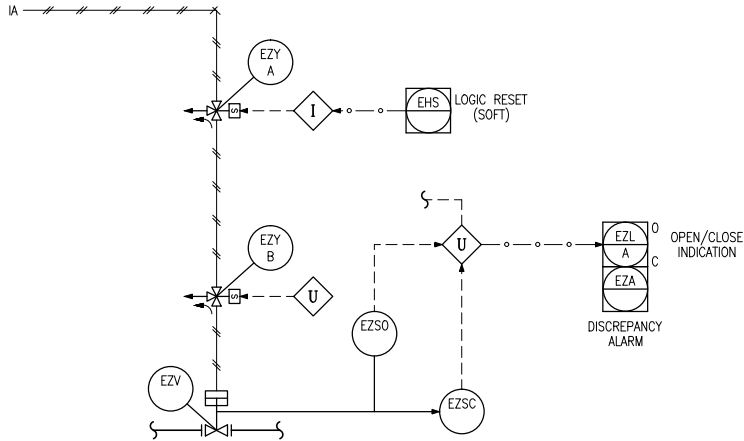 IA
EZY
A
S
I
EHS
LOGIC RESET
(SOFT)
EZY
B
S
U
U
EZL
A
O
C
OPEN/CLOSE
INDICATION
EZA
DISCREPANCY
ALARM
EZSO
EZV
EZSC